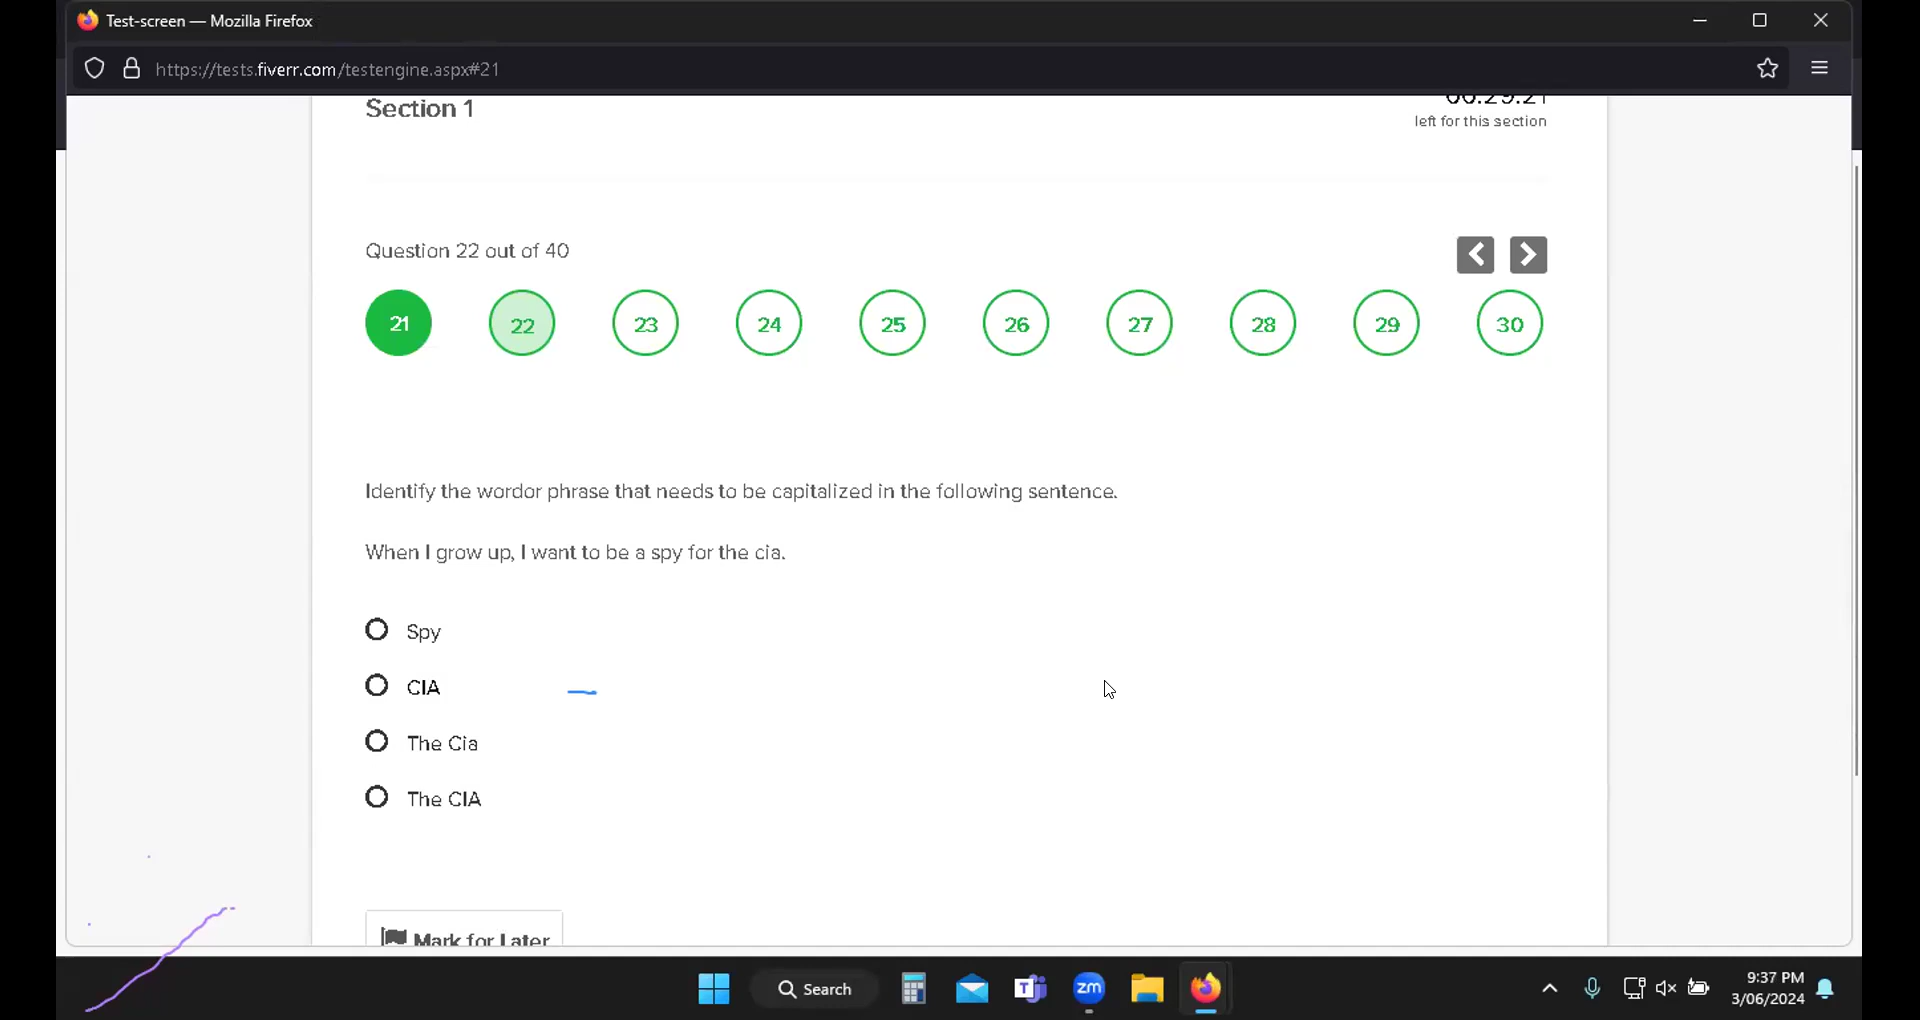 Test-screen — Mozilla Firefox
https://tests.fiverr.com/testengine.aspx#21
Section 1
00:29:21
left for this section
Question 22 out of 40
21 22 23 24 25 26 27 28 29 30
Identify the wordor phrase that needs to be capitalized in the following sentence.
When I grow up, I want to be a spy for the cia.
Spy
CIA
The Cia
The CIA
Mark for Later
Search
9:37 PM
3/06/2024